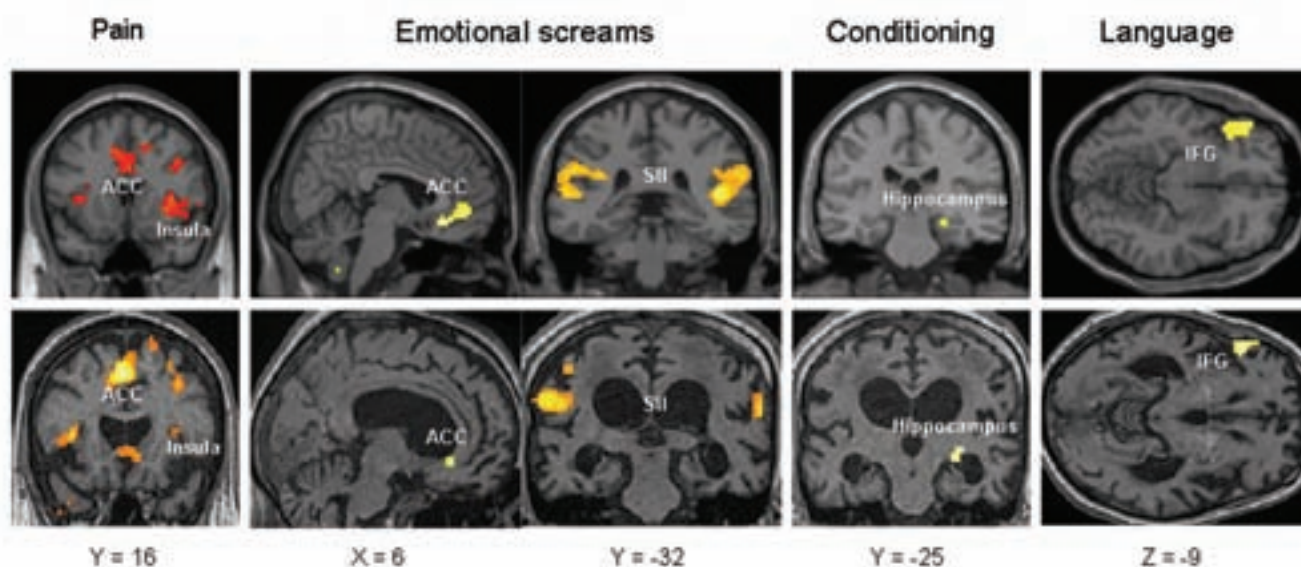 Pain Emotional screams Conditioning Language
ACC
Insula
ACC
SII
Hippocampus
IFG
ACC
Insula
ACC
SII
Hippocampus
IFG
Y = 16 X = 6 Y = -32 Y = -25 Z = -9